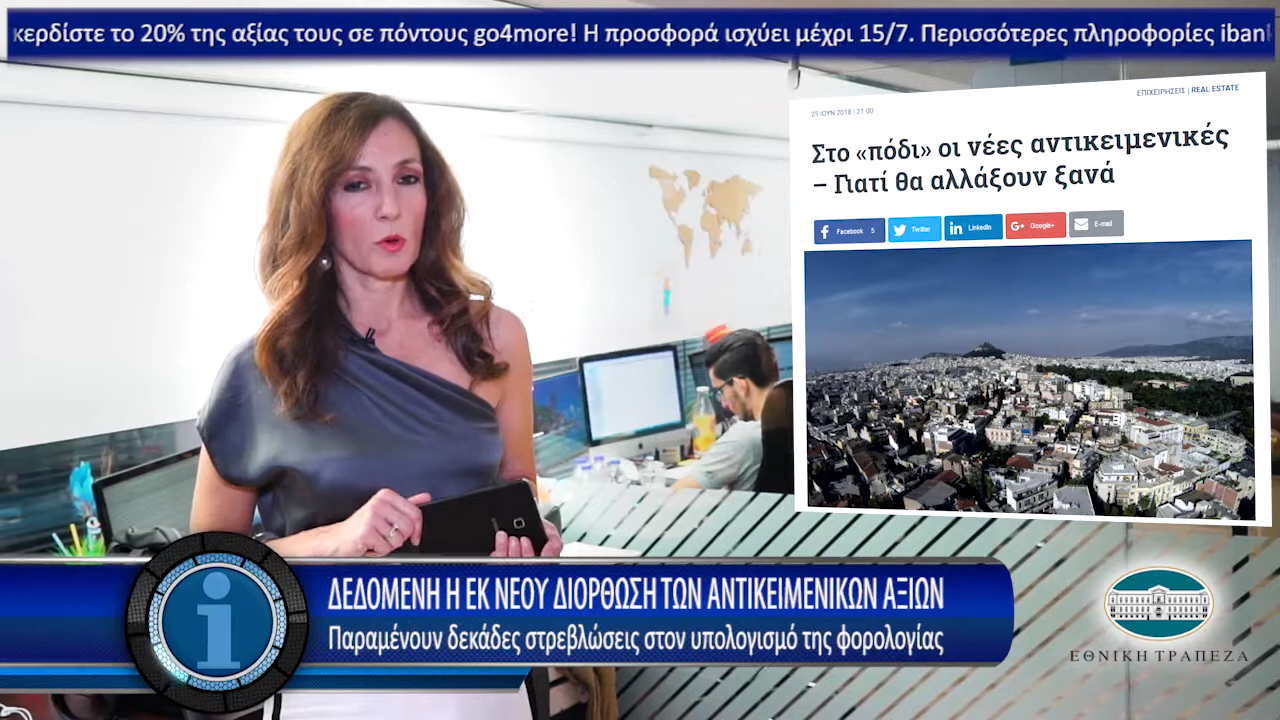 κερδίστε το 20% της αξίας τους σε πόντους go4more! Η προσφορά ισχύει μέχρι 15/7. Περισσότερες πληροφορίες iban
ΕΠΙΧΕΙΡΗΣΕΙΣ | REAL ESTATE
25 ΙΟΥΝ 2018 | 21:00
Στο «πόδι» οι νέες αντικειμενικές
– Γιατί θα αλλάξουν ξανά
Facebook 5 Twitter LinkedIn Google+ E-mail
SAMSUNG
ΔΕΔΟΜΕΝΗ Η ΕΚ ΝΕΟΥ ΔΙΟΡΘΩΣΗ ΤΩΝ ΑΝΤΙΚΕΙΜΕΝΙΚΩΝ ΑΞΙΩΝ
Παραμένουν δεκάδες στρεβλώσεις στον υπολογισμό της φορολογίας
ΕΘΝΙΚΗ ΤΡΑΠΕΖΑ